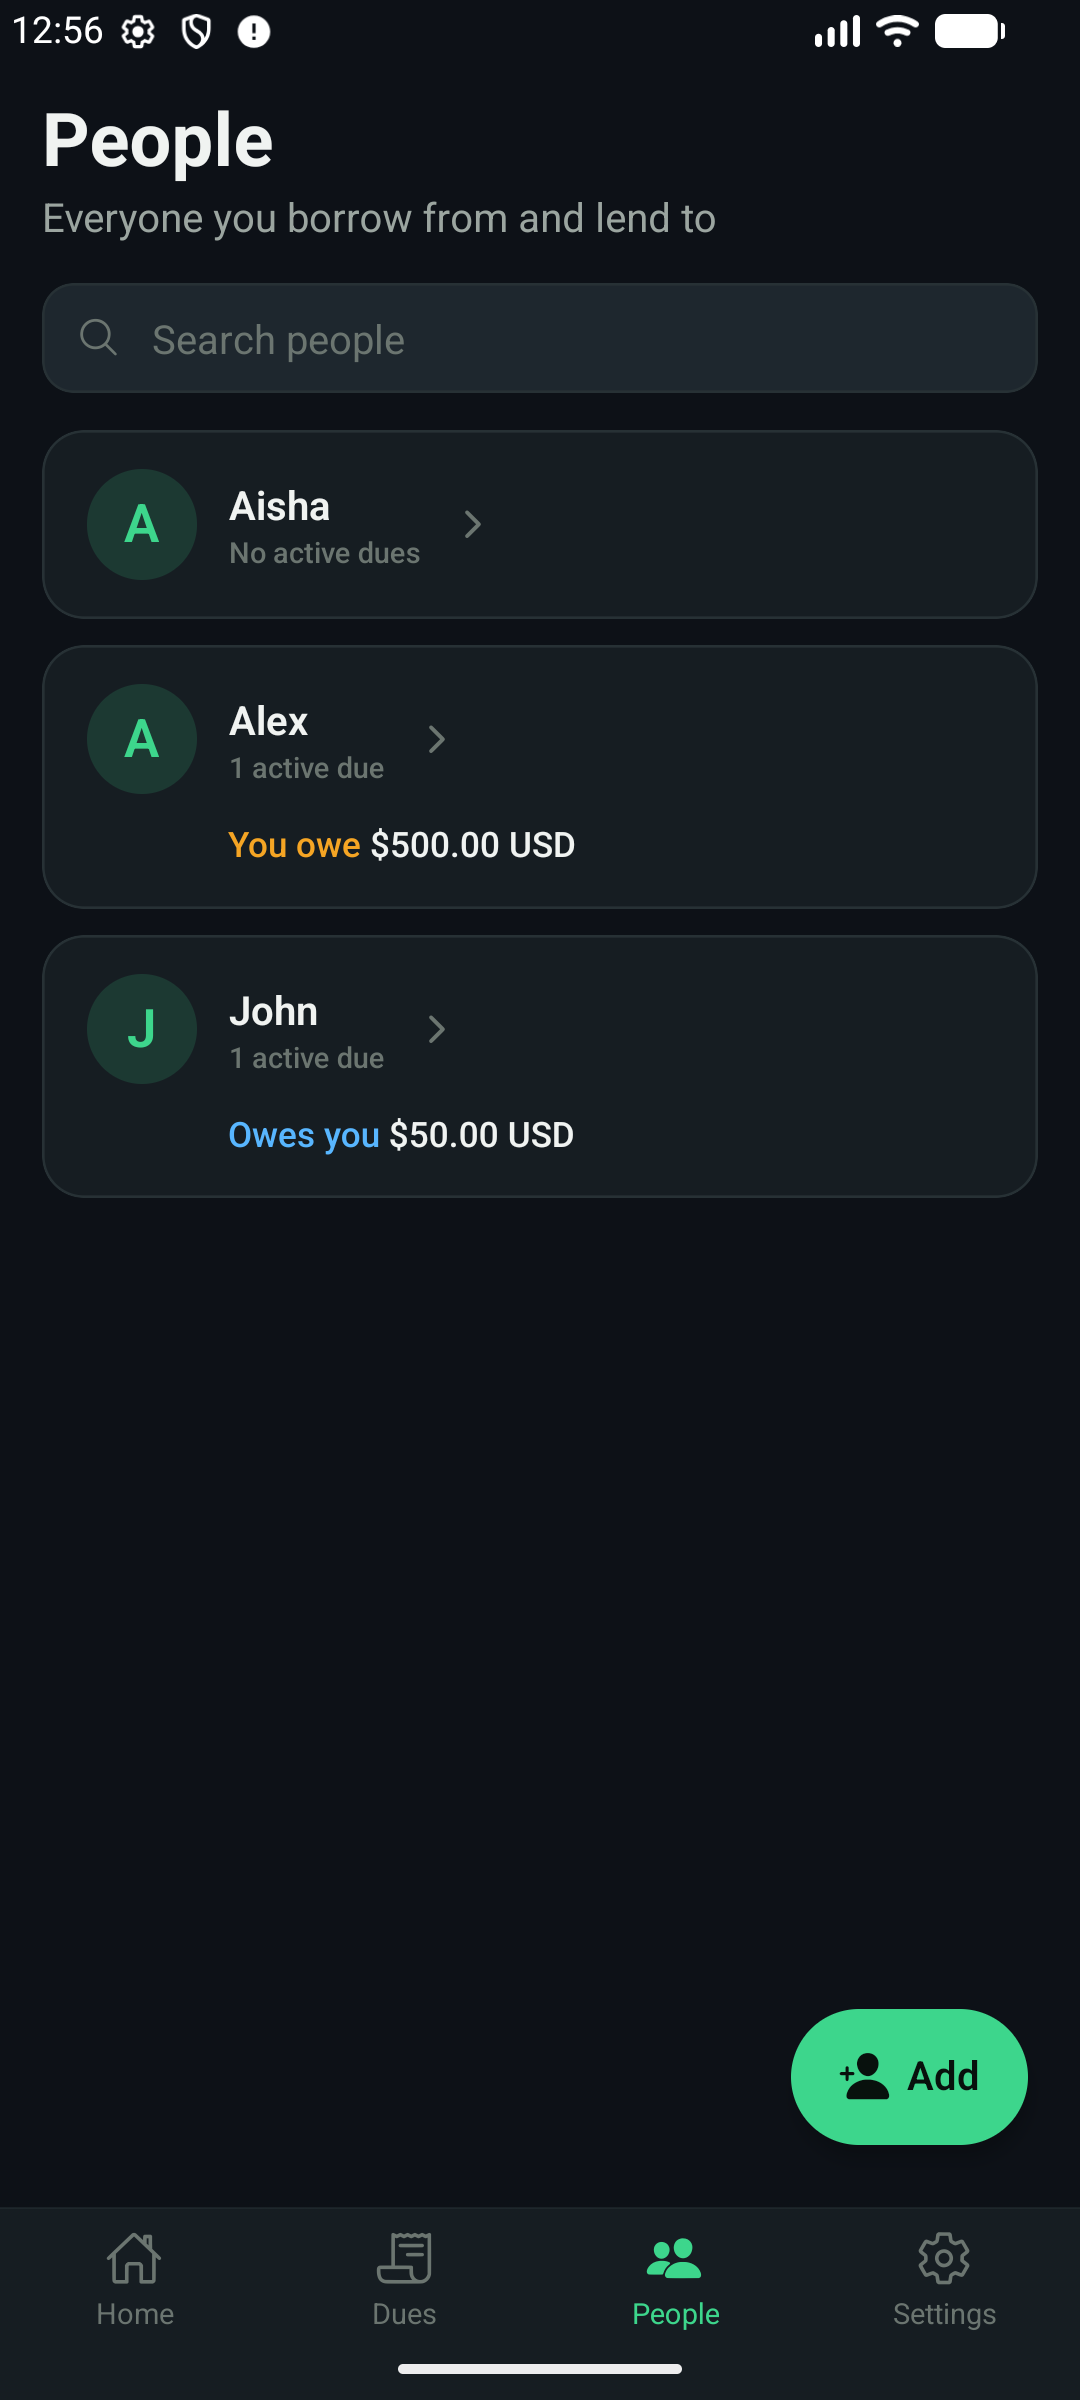 12:56
People
Everyone you borrow from and lend to
Search people
A
Aisha
No active dues
A
Alex
1 active due
You owe $500.00 USD
J
John
1 active due
Owes you $50.00 USD
Add
Home
Dues
People
Settings